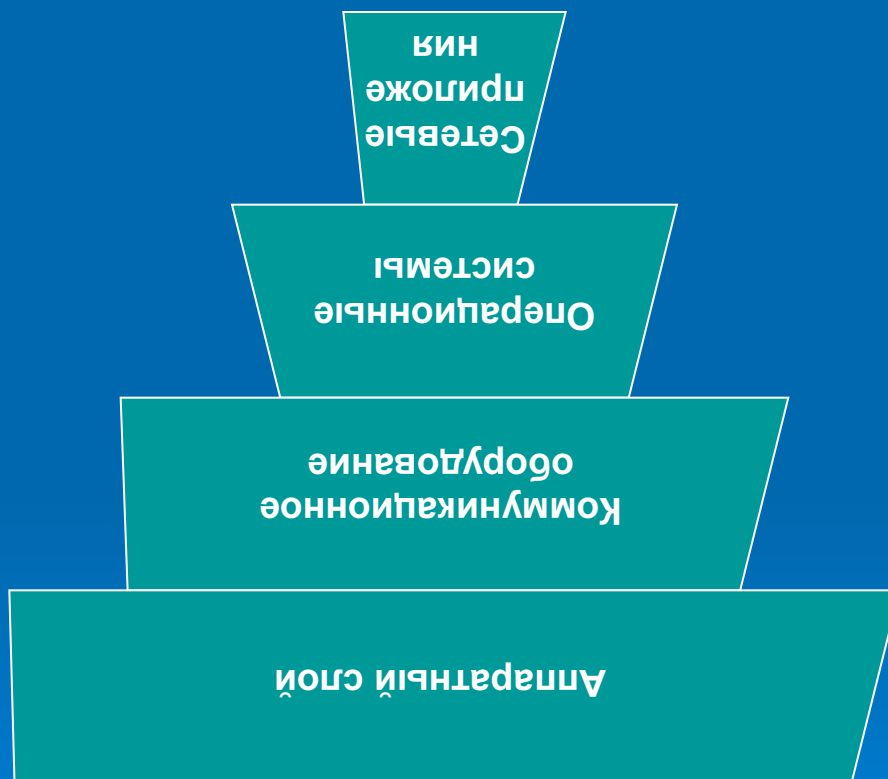 Аппаратный слой
Коммуникационное
оборудование
Операционные
системы
Сетевые
приложе
ния